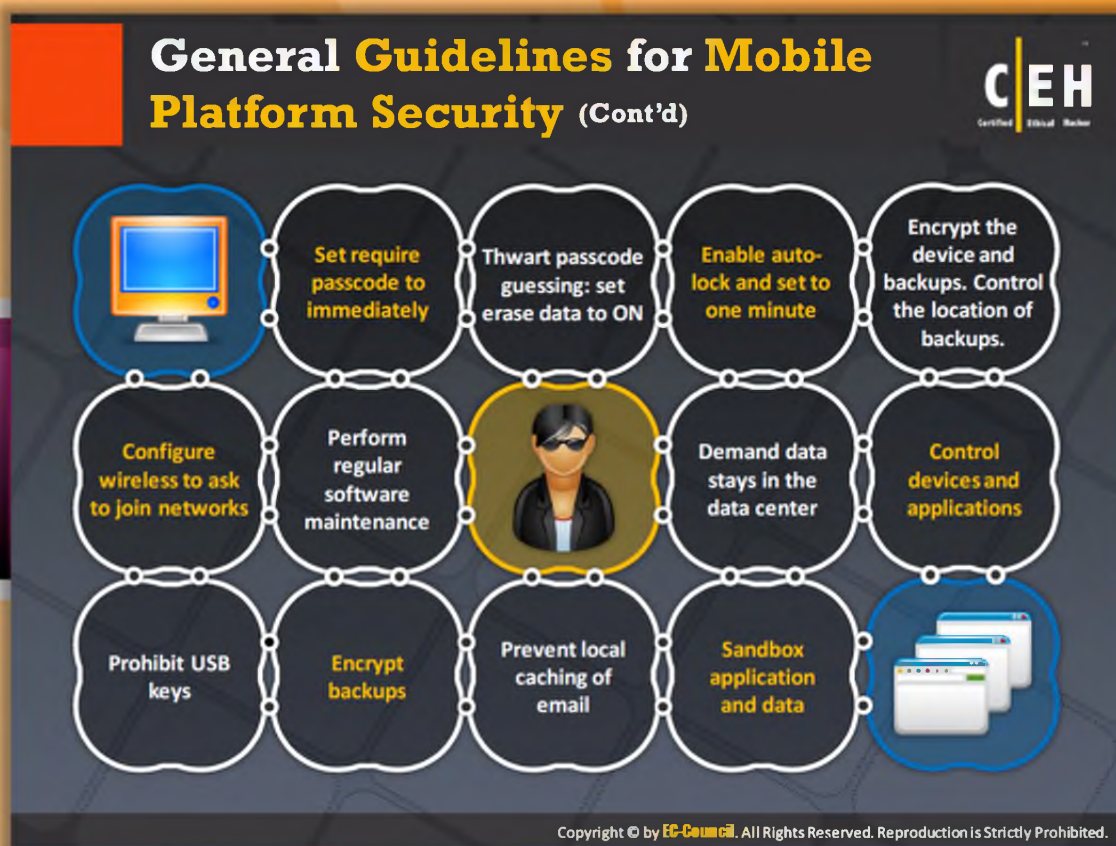 General Guidelines for Mobile
Platform Security (Cont'd)
C EH
Certified Ethical Hacker
Set require
passcode to
immediately
Thwart passcode
guessing: set
erase data to ON
Enable auto-
lock and set to
one minute
Encrypt the
device and
backups. Control
the location of
backups.
Configure
wireless to ask
to join networks
Perform
regular
software
maintenance
Demand data
stays in the
data center
Control
devices and
applications
Prohibit USB
keys
Encrypt
backups
Prevent local
caching of
email
Sandbox
application
and data
Copyright © by EC-Council. All Rights Reserved. Reproduction is Strictly Prohibited.